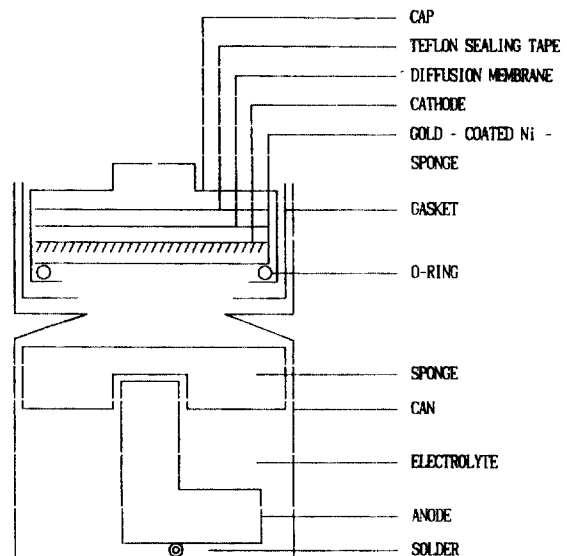 CAP
TEFLON SEALING TAPE
DIFFUSION MEMBRANE
CATHODE
GOLD - COATED Ni -
SPONGE
GASKET
O-RING
SPONGE
CAN
ELECTROLYTE
ANODE
SOLDER